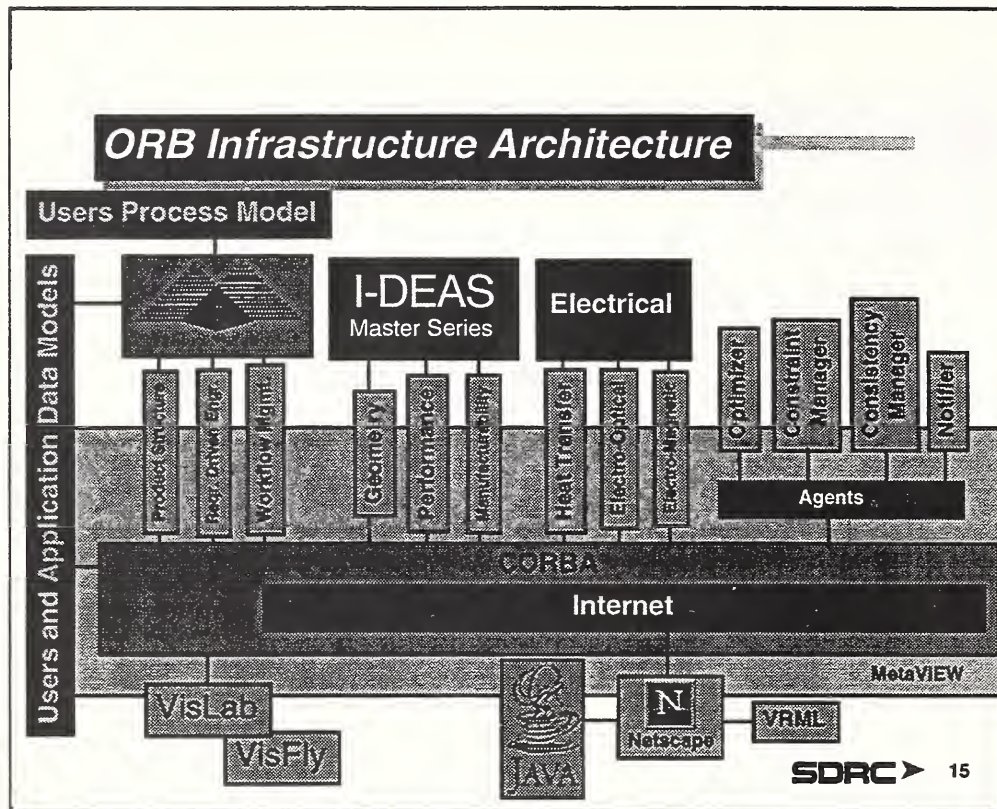 ORB Infrastructure Architecture
Users Process Model
Users and Application Data Models
I-DEAS
Master Series
Electrical
Product Structure
Reqr. Driven Engr.
Workflow Mgmt.
Geometry
Performance
Manufacturability
Heat Transfer
Electro-Optical
Electro-Magnetic
Optimizer
Constraint
Manager
Consistency
Manager
Notifier
Agents
CORBA
Internet
MetaVIEW
VisLab
VisFly
JAVA
N
Netscape
VRML
SDRC
15